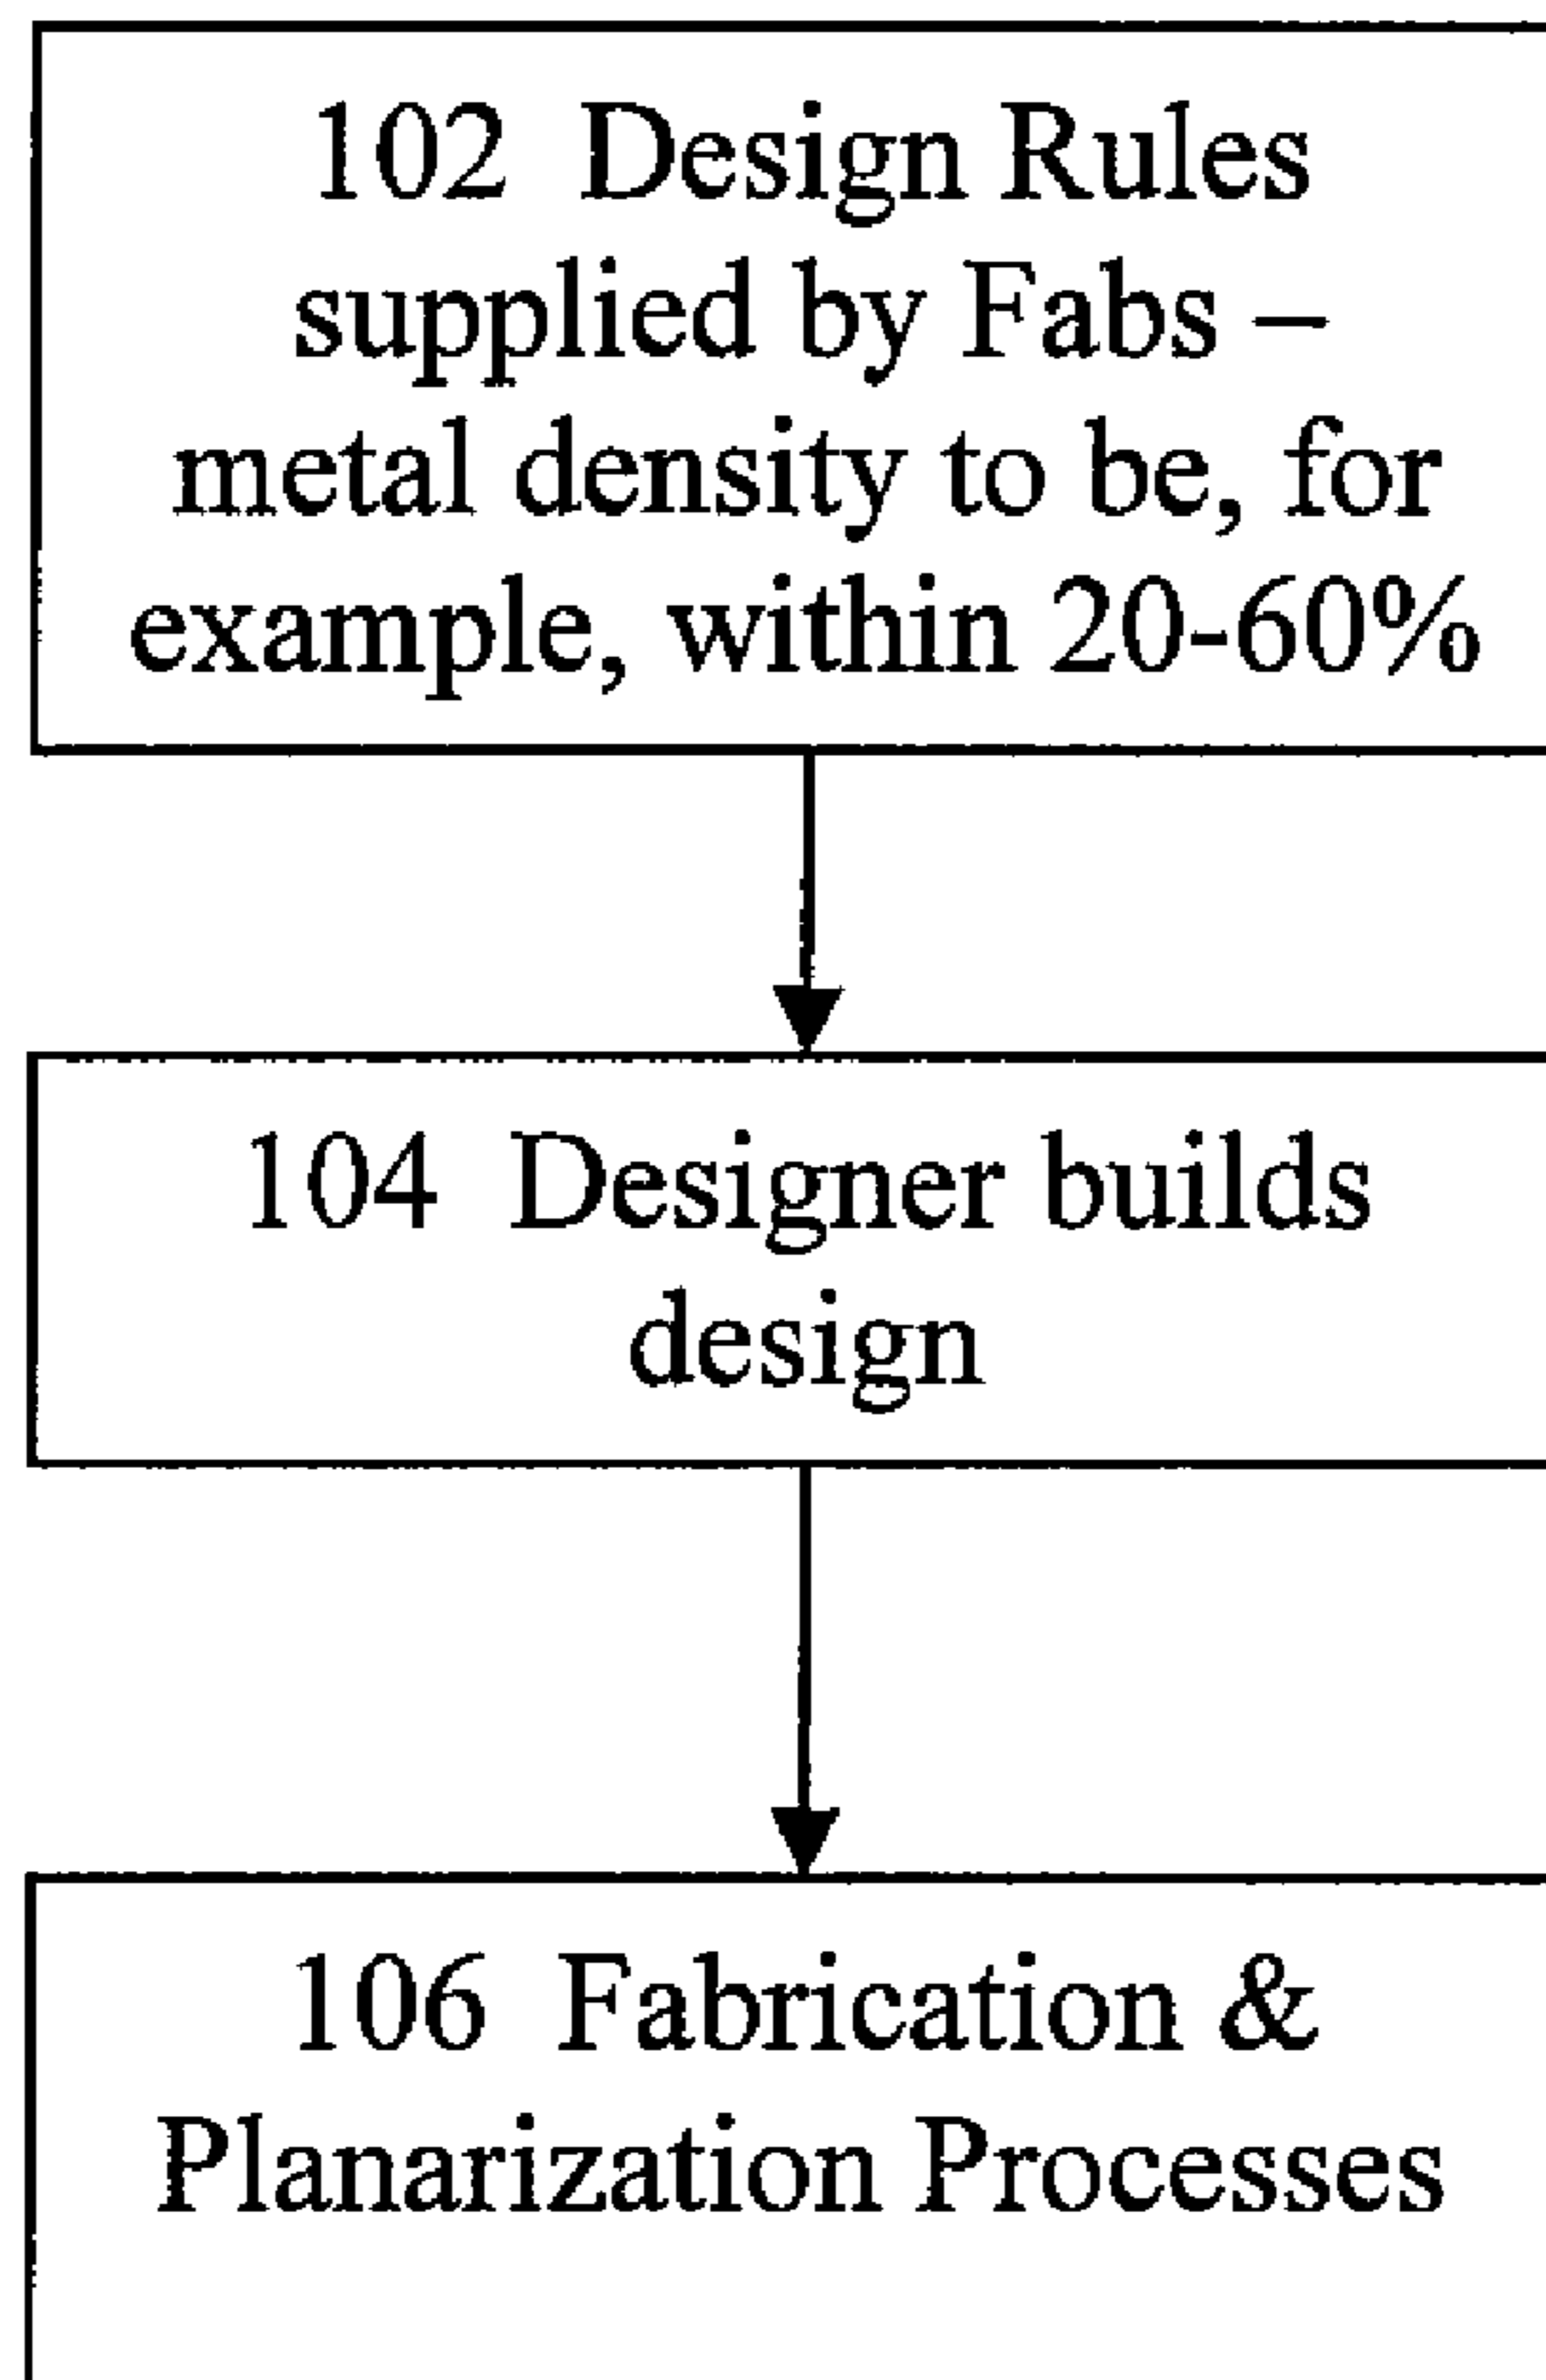 102 Design Rules
supplied by Fabs –
metal density to be, for
example, within 20-60%
104 Designer builds
design
106 Fabrication &
Planarization Processes